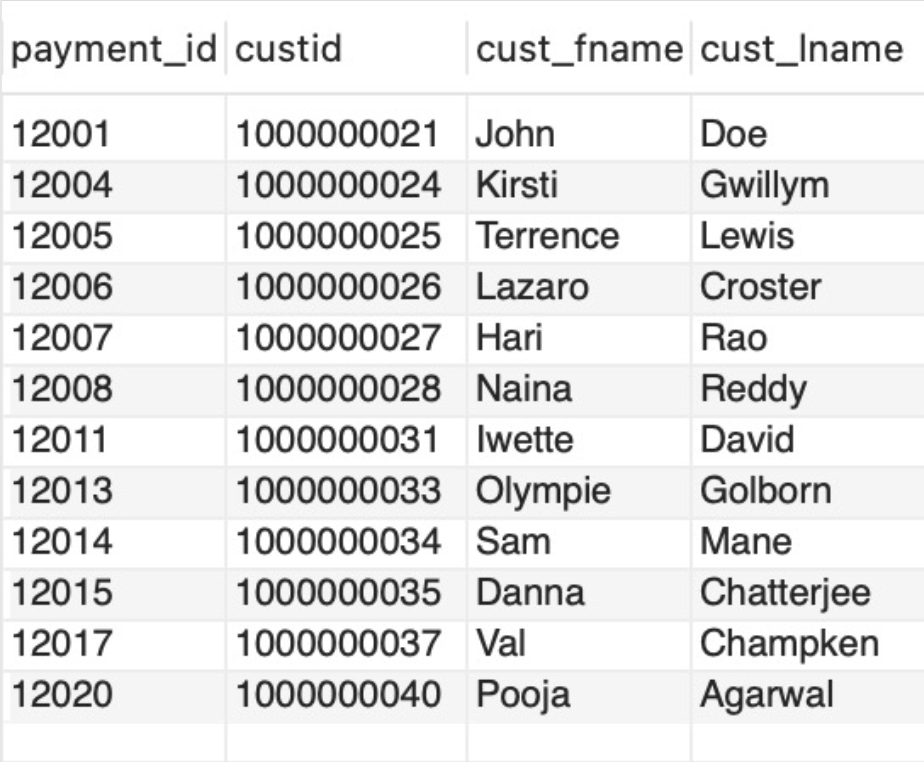 payment_id custid cust_fname cust_lname
12001 1000000021 John Doe
12004 1000000024 Kirsti Gwillym
12005 1000000025 Terrence Lewis
12006 1000000026 Lazaro Croster
12007 1000000027 Hari Rao
12008 1000000028 Naina Reddy
12011 1000000031 Iwette David
12013 1000000033 Olympie Golborn
12014 1000000034 Sam Mane
12015 1000000035 Danna Chatterjee
12017 1000000037 Val Champken
12020 1000000040 Pooja Agarwal